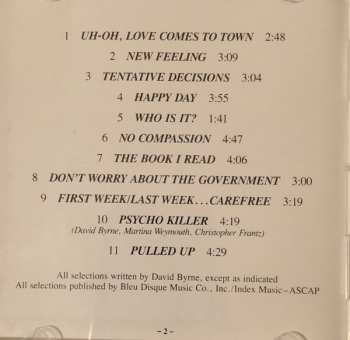 1 UH-OH, LOVE COMES TO TOWN 2:48
2 NEW FEELING 3:09
3 TENTATIVE DECISIONS 3:04
4 HAPPY DAY 3:55
5 WHO IS IT? 1:41
6 NO COMPASSION 4:47
7 THE BOOK I READ 4:06
8 DON'T WORRY ABOUT THE GOVERNMENT 3:00
9 FIRST WEEK/LAST WEEK...CAREFREE 3:19
10 PSYCHO KILLER 4:19
(David Byrne, Martina Weymouth, Christopher Frantz)
11 PULLED UP 4:29
All selections written by David Byrne, except as indicated
All selections published by Bleu Disque Music Co., Inc./Index Music–ASCAP
– 2 –